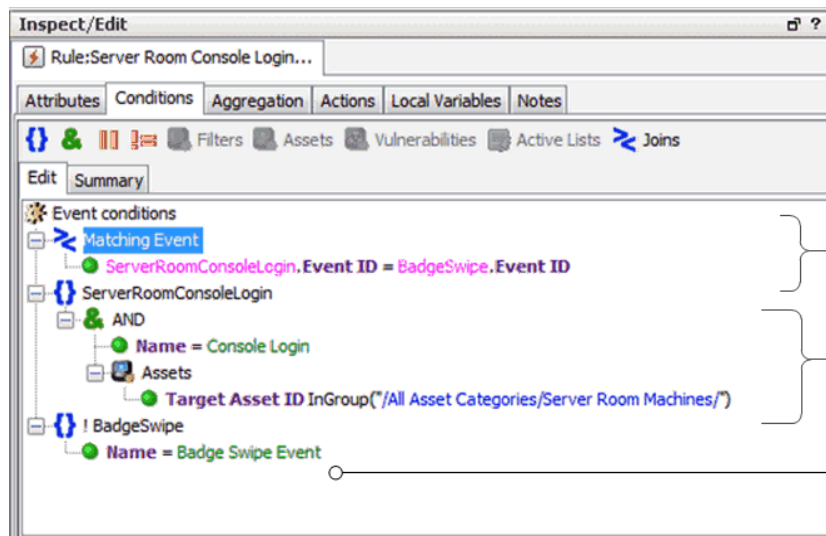 Inspect/Edit ?
Rule:Server Room Console Login...
Attributes Conditions Aggregation Actions Local Variables Notes
{} & Filters Assets Vulnerabilities Active Lists Joins
Edit Summary
Event conditions
Matching Event
ServerRoomConsoleLogin.Event ID = BadgeSwipe.Event ID
{} ServerRoomConsoleLogin
& AND
Name = Console Login
Assets
Target Asset ID InGroup("/All Asset Categories/Server Room Machines/")
{} ! BadgeSwipe
Name = Badge Swipe Event